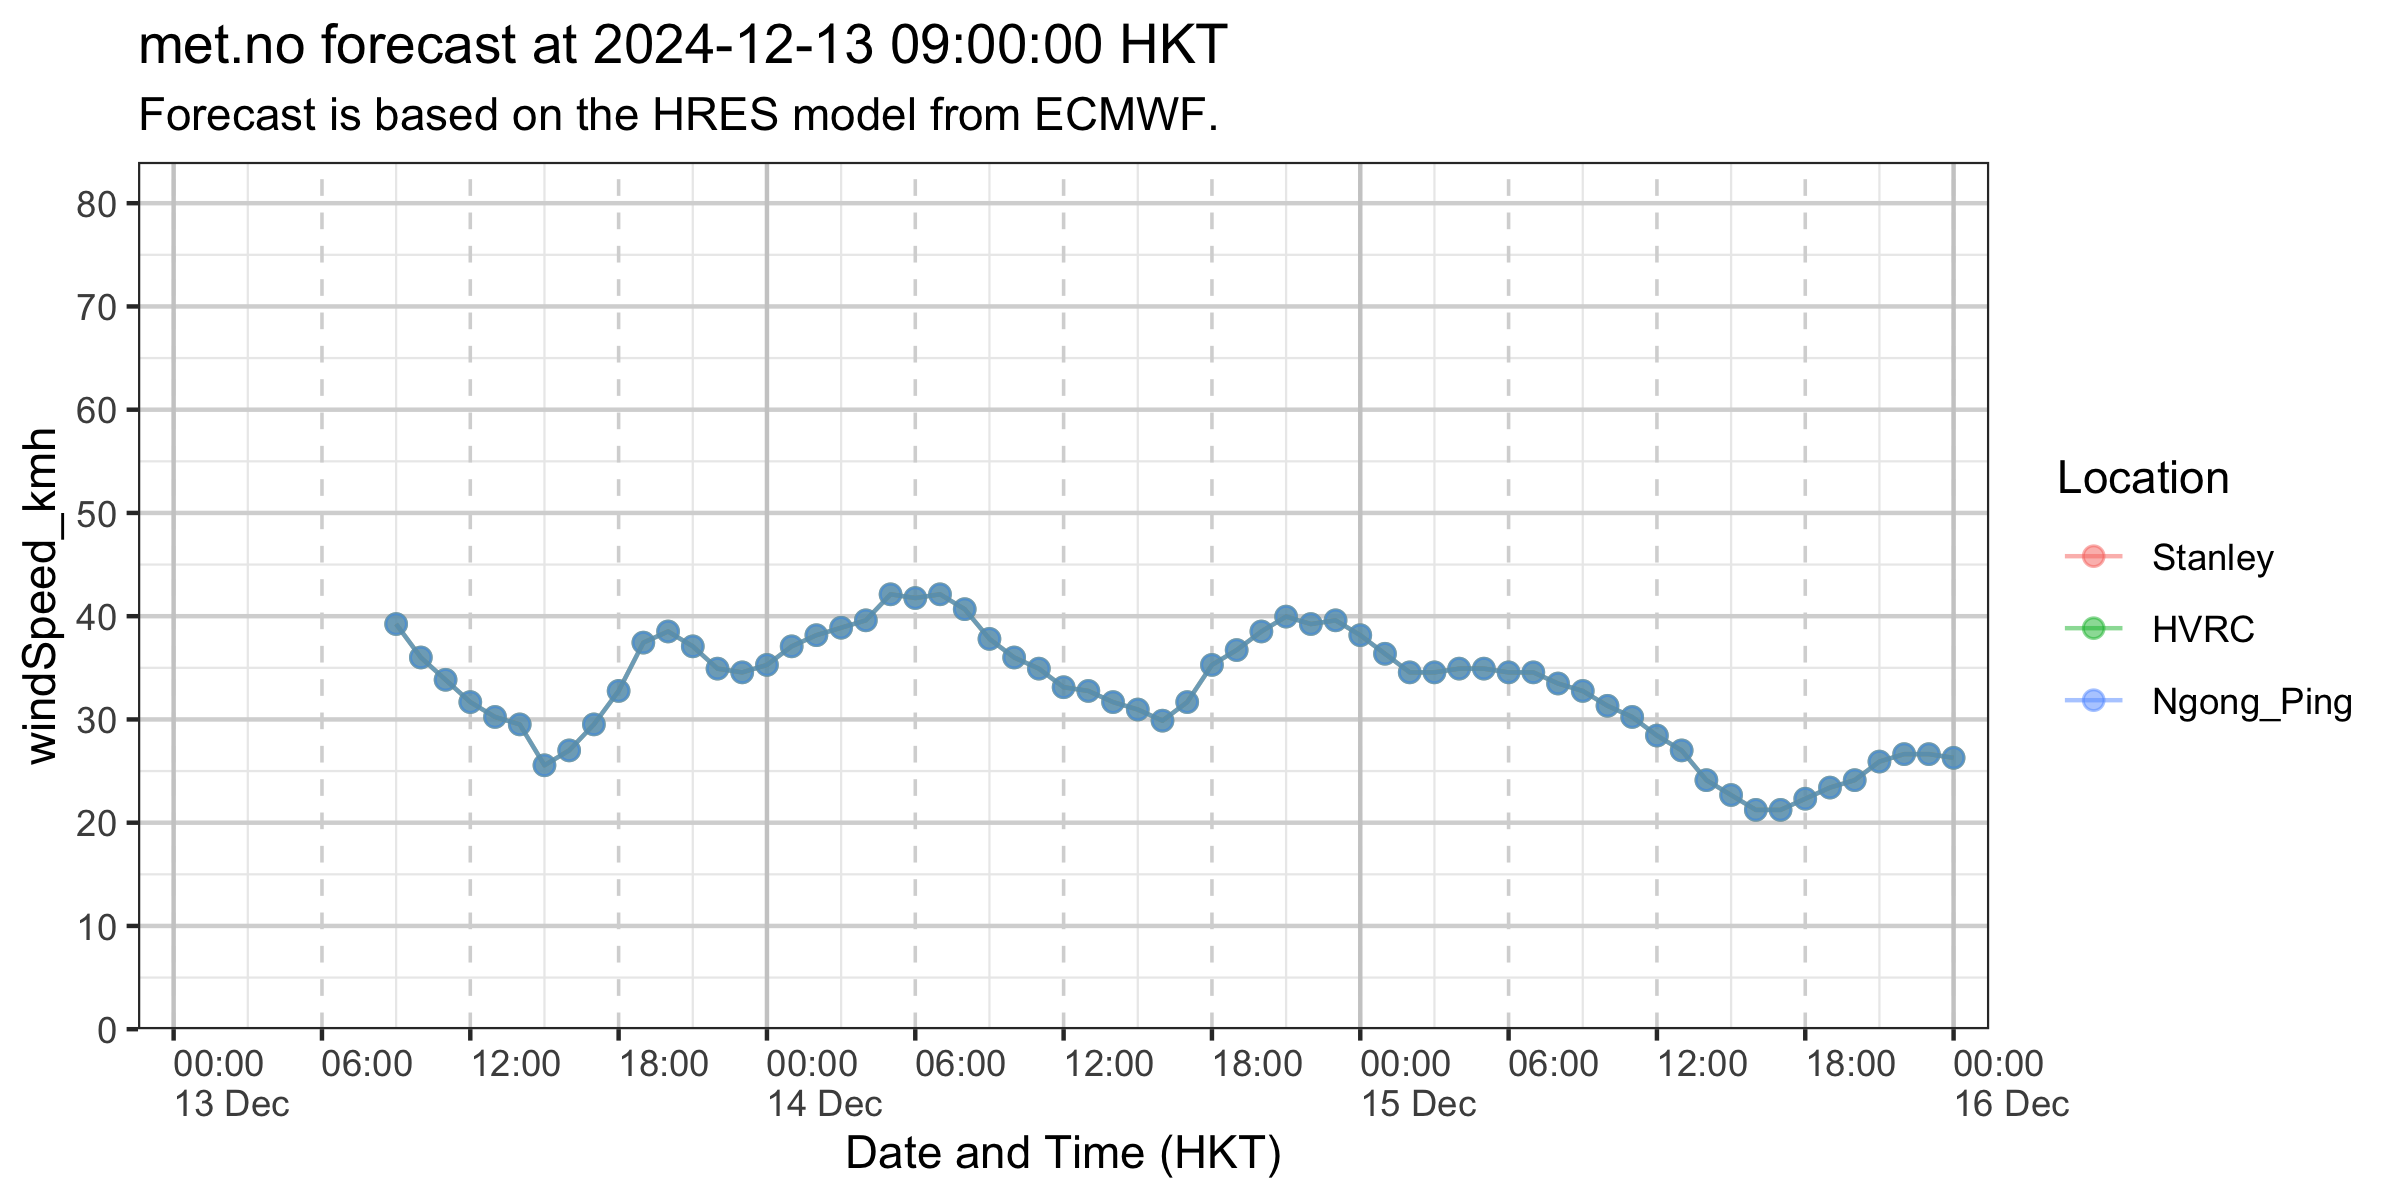 met.no forecast at 2024-12-13 09:00:00 HKT
Forecast is based on the HRES model from ECMWF.
windSpeed_kmh
80
70
60
50
40
30
20
10
0
00:00 06:00 12:00 18:00 00:00 06:00 12:00 18:00 00:00 06:00 12:00 18:00 00:00
13 Dec 14 Dec 15 Dec 16 Dec
Date and Time (HKT)
Location
Stanley
HVRC
Ngong_Ping